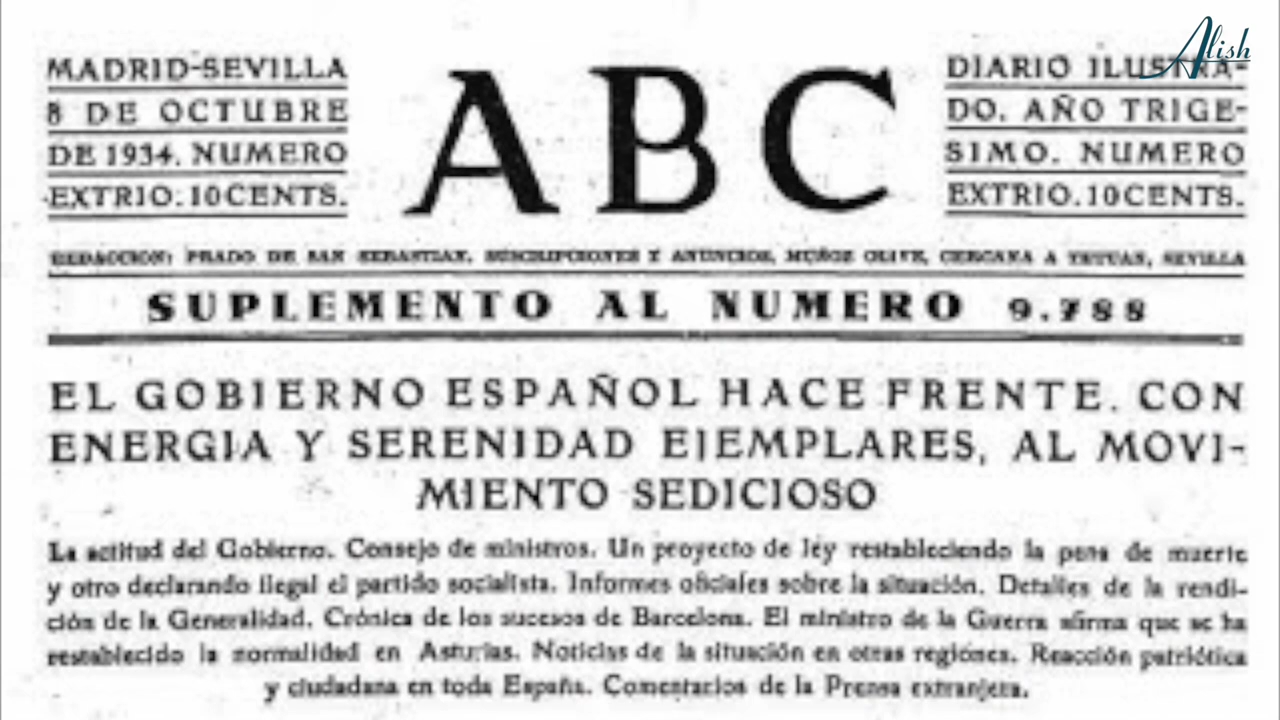 MADRID-SEVILLA
8 DE OCTUBRE
DE 1934. NUMERO
EXTRIO. 10 CENTS.
ABC
DIARIO ILUSTRA-
DO. AÑO TRIGE-
SIMO. NUMERO
EXTRIO. 10 CENTS.
Alish
REDACCION: PRADO DE SAN SEBASTIAN. SUSCRIPCIONES Y ANUNCIOS, MUÑOZ OLIVE, CERCANA A TETUAN, SEVILLA
SUPLEMENTO AL NUMERO 9.788
EL GOBIERNO ESPAÑOL HACE FRENTE, CON
ENERGIA Y SERENIDAD EJEMPLARES, AL MOVI-
MIENTO SEDICIOSO
La actitud del Gobierno. Consejo de ministros. Un proyecto de ley restableciendo la pena de muerte
y otro declarando ilegal el partido socialista. Informes oficiales sobre la situación. Detalles de la rendi-
ción de la Generalidad. Crónica de los sucesos de Barcelona. El ministro de la Guerra afirma que se ha
restablecido la normalidad en Asturias. Noticias de la situación en otras regiones. Reacción patriótica
y ciudadana en toda España. Comentarios de la Prensa extranjera.